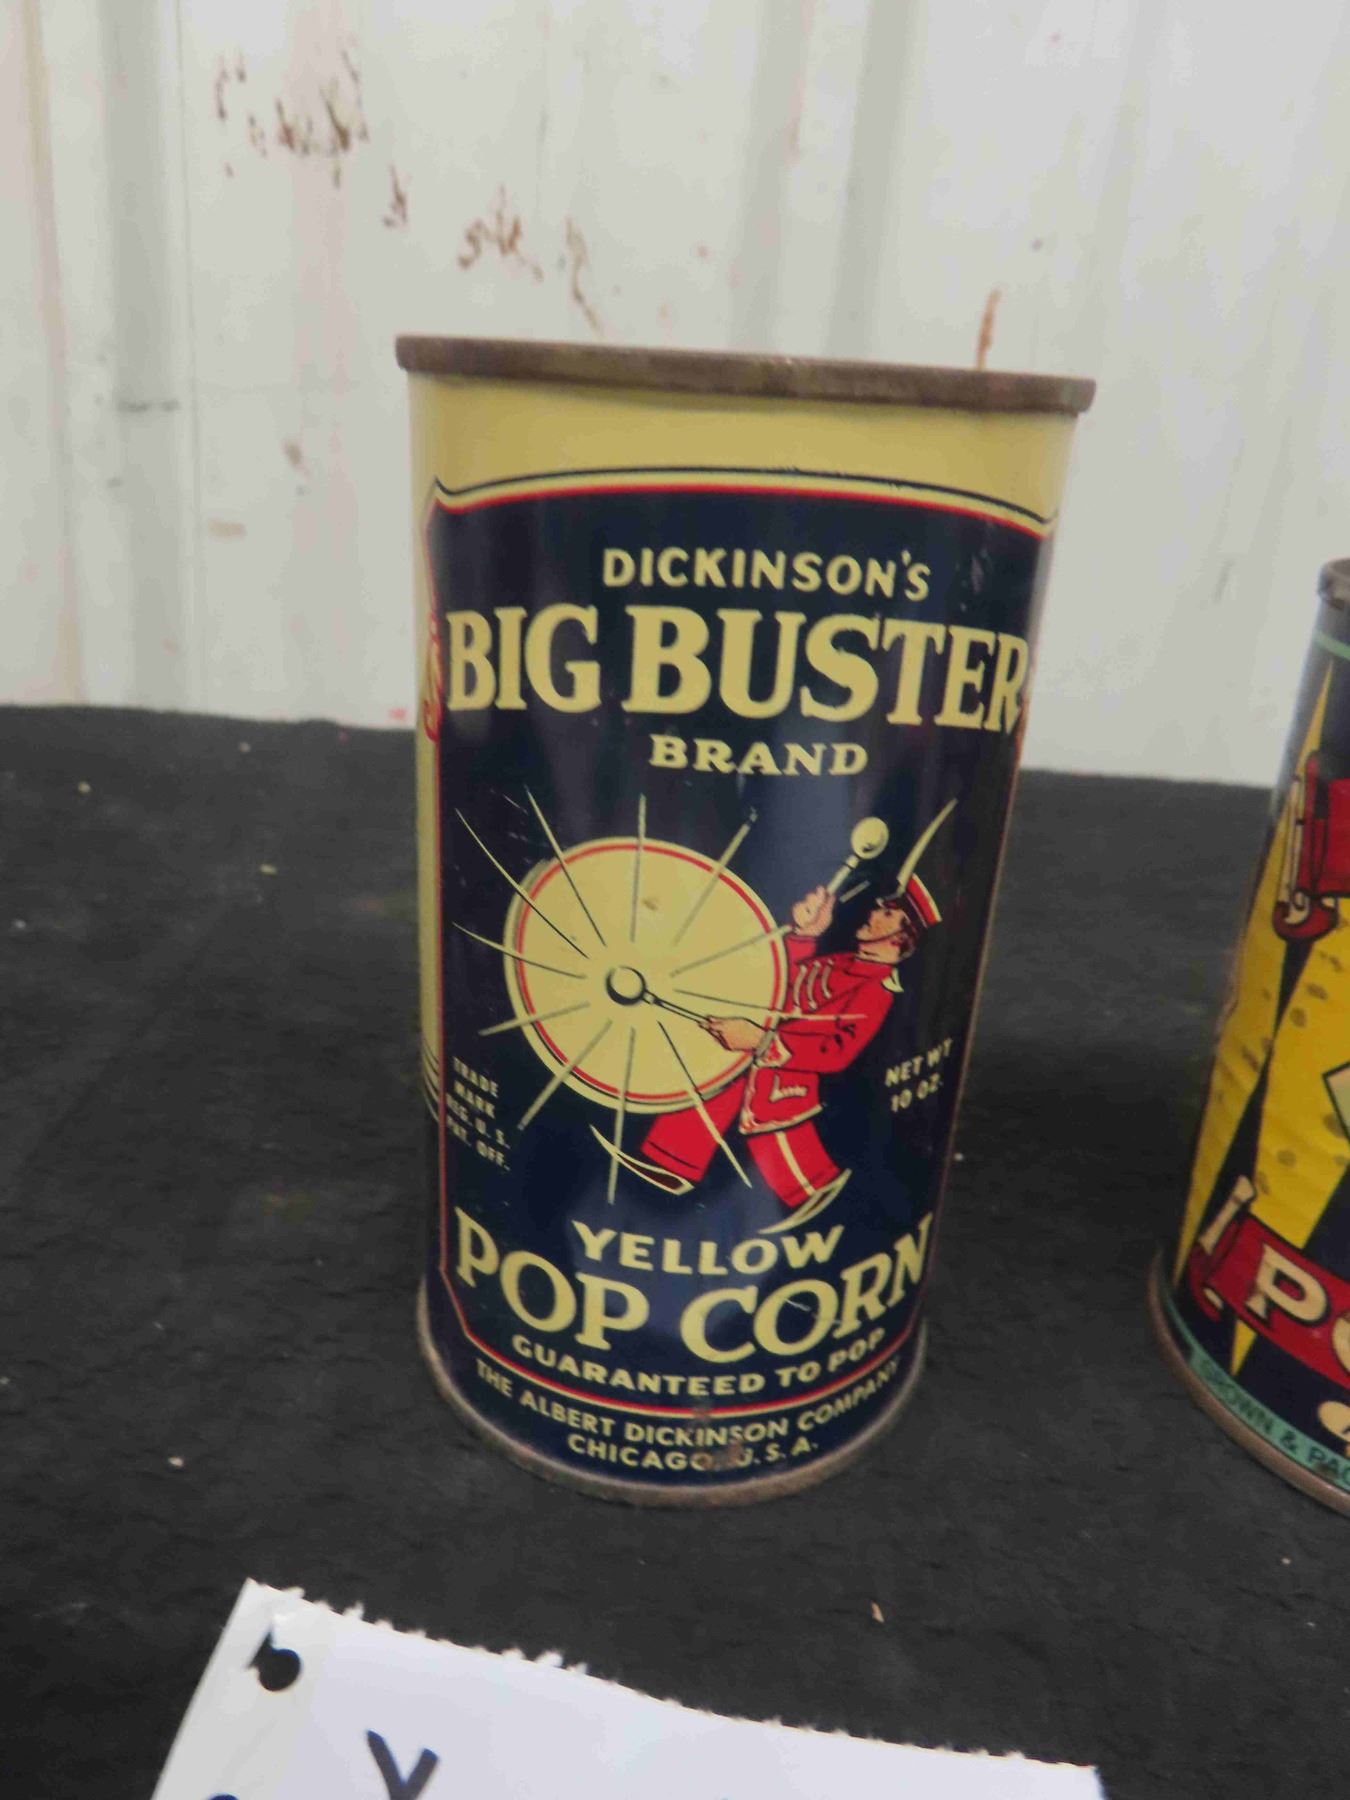 DICKINSON'S
BIG BUSTER
BRAND
TRADE
MARK
REG. U. S.
PAT. OFF.
NET WT
10 OZ.
YELLOW
POP CORN
GUARANTEED TO POP
THE ALBERT DICKINSON COMPANY
CHICAGO, U.S.A.